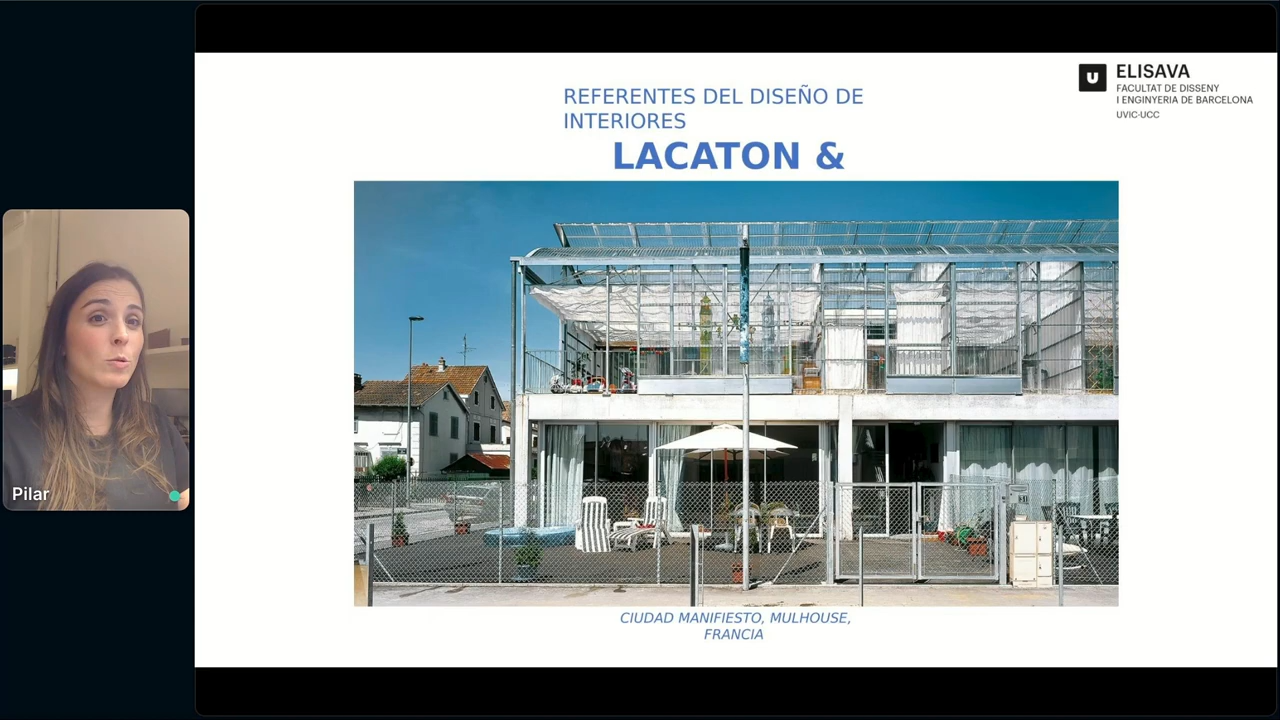 REFERENTES DEL DISEÑO DE
INTERIORES
LACATON &
ELISAVA
FACULTAT DE DISSENY
I ENGINYERIA DE BARCELONA
UVIC·UCC
Pilar
CIUDAD MANIFIESTO, MULHOUSE,
FRANCIA